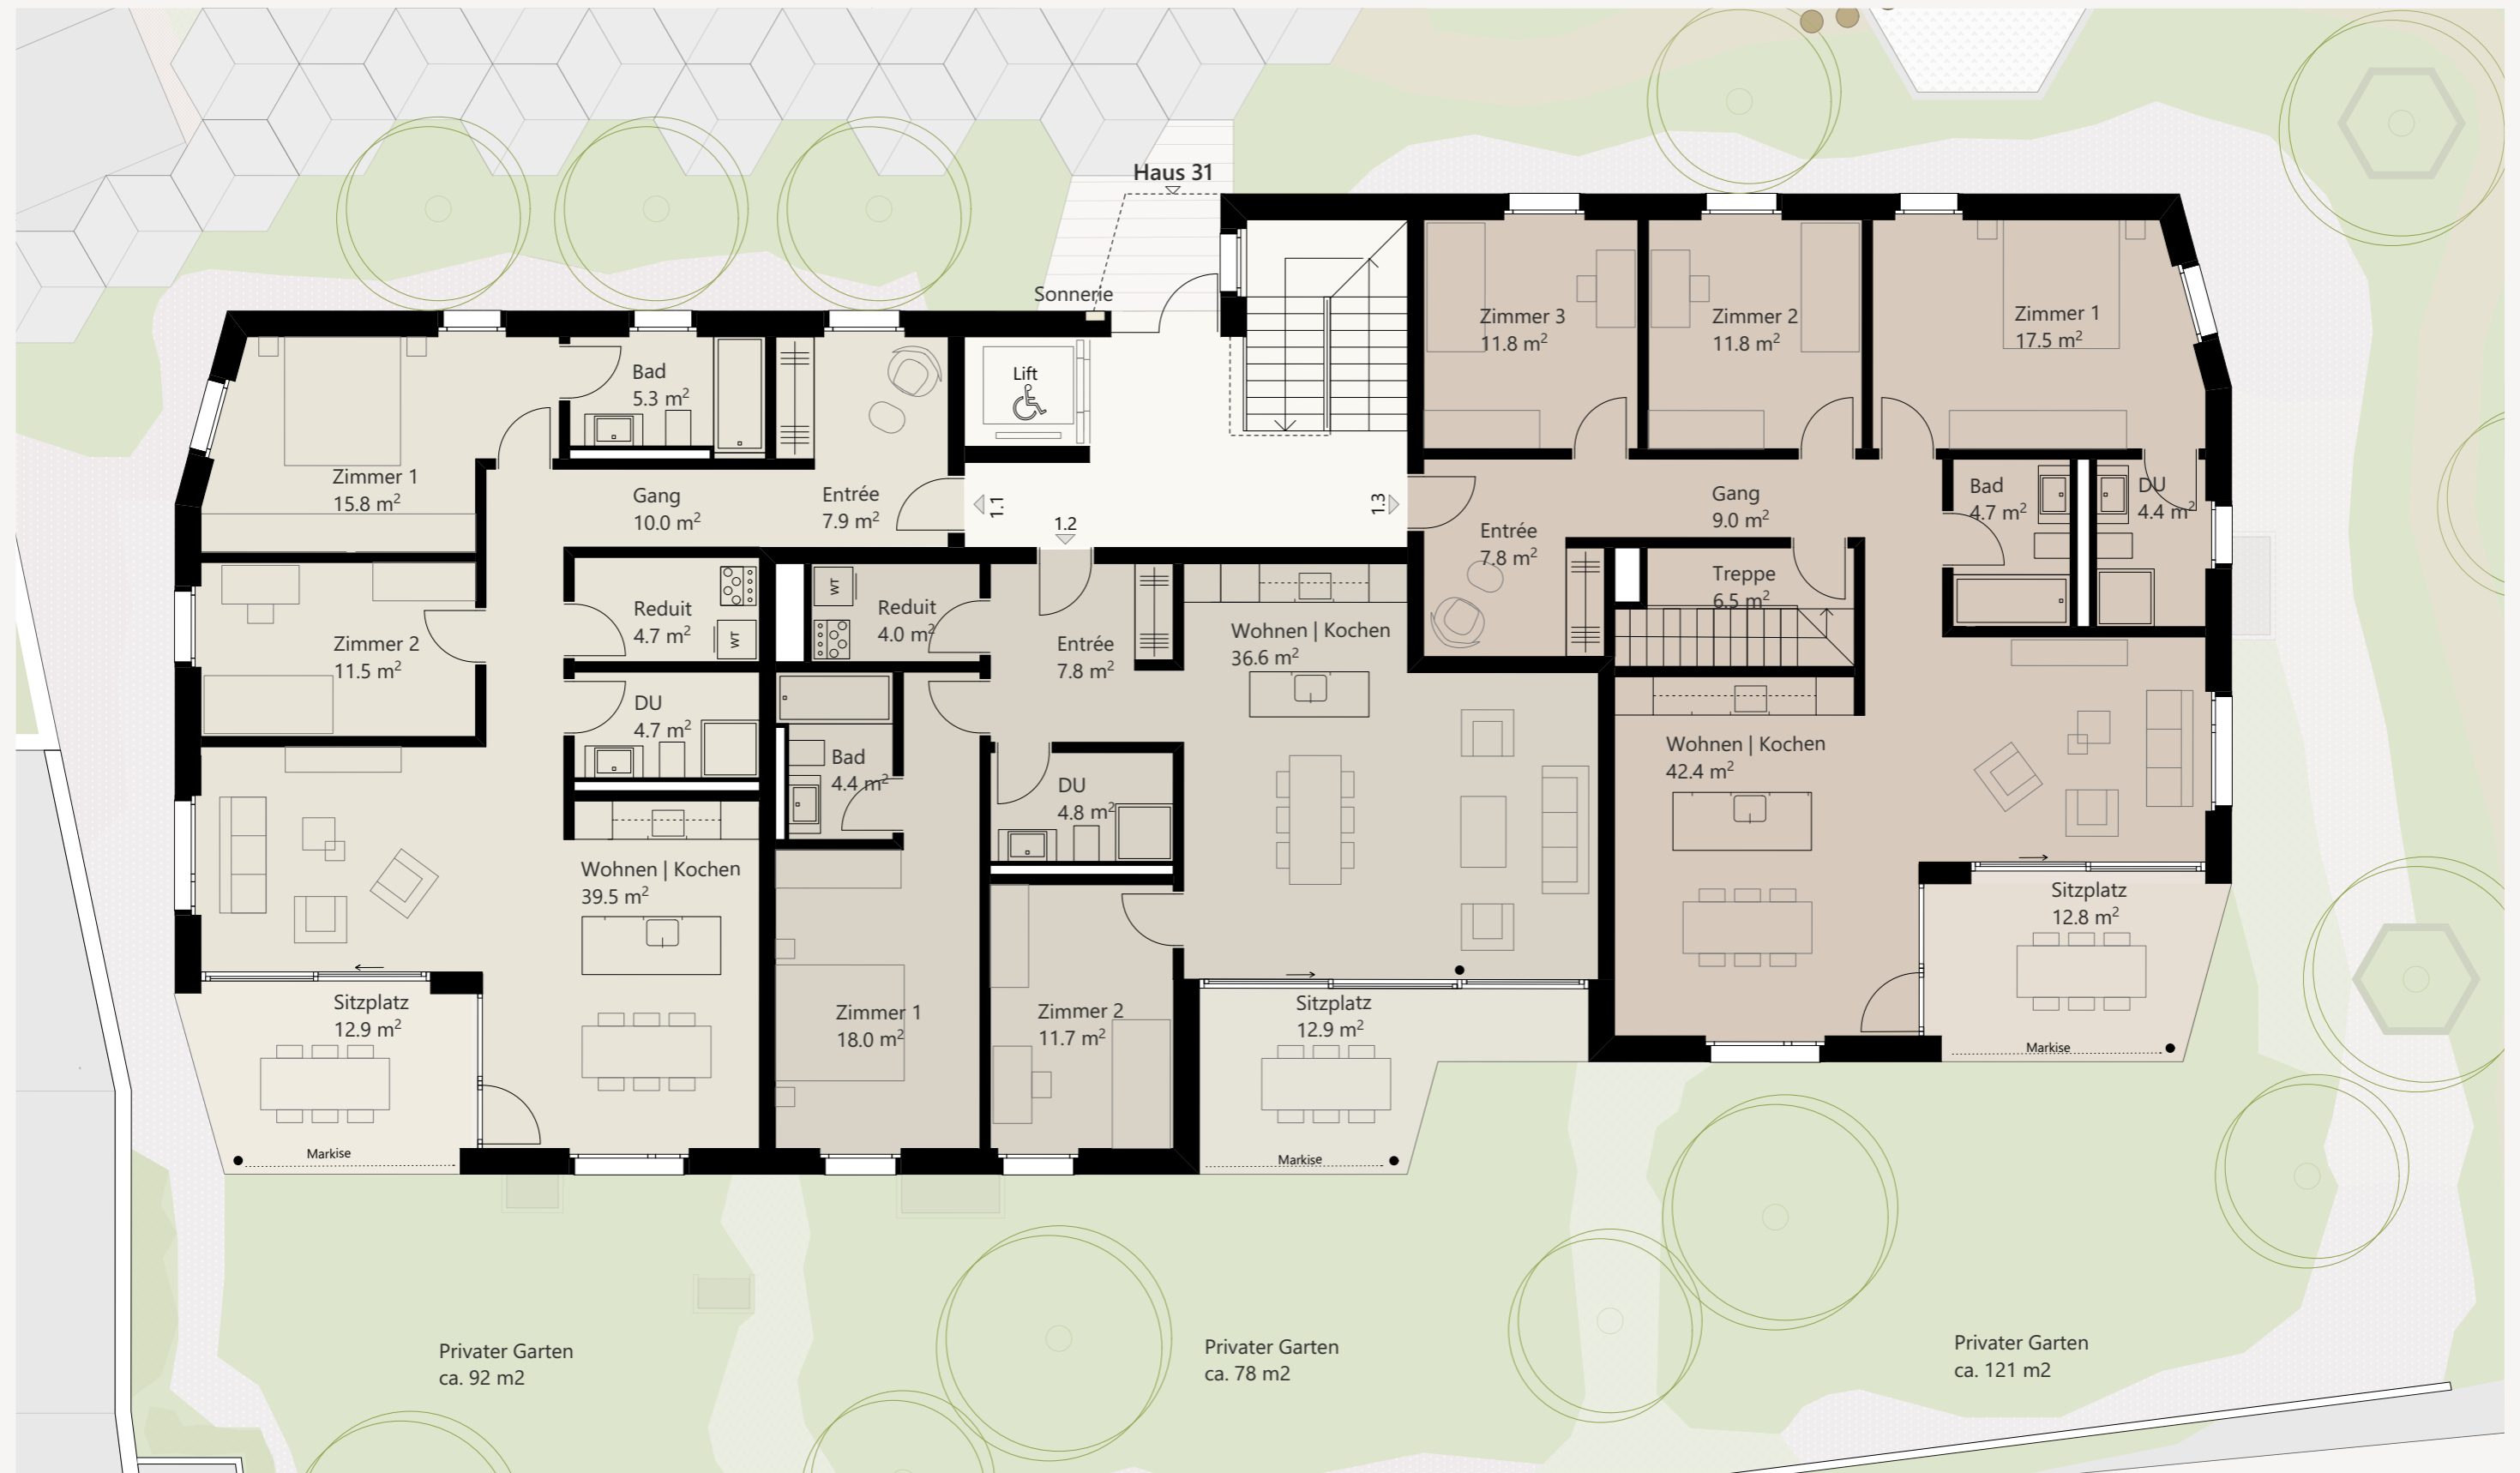 Haus 31
Sonnerie
Lift
1.1
1.2
1.3
Zimmer 1
15.8 m²
Bad
5.3 m²
Gang
10.0 m²
Entrée
7.9 m²
Zimmer 2
11.5 m²
Reduit
4.7 m²
WT
DU
4.7 m²
Wohnen | Kochen
39.5 m²
Sitzplatz
12.9 m²
Markise
WT
Reduit
4.0 m²
Entrée
7.8 m²
Bad
4.4 m²
DU
4.8 m²
Wohnen | Kochen
36.6 m²
Zimmer 1
18.0 m²
Zimmer 2
11.7 m²
Sitzplatz
12.9 m²
Markise
Zimmer 3
11.8 m²
Zimmer 2
11.8 m²
Zimmer 1
17.5 m²
Entrée
7.8 m²
Gang
9.0 m²
Bad
4.7 m²
DU
4.4 m²
Treppe
6.5 m²
Wohnen | Kochen
42.4 m²
Sitzplatz
12.8 m²
Markise
Privater Garten
ca. 92 m2
Privater Garten
ca. 78 m2
Privater Garten
ca. 121 m2